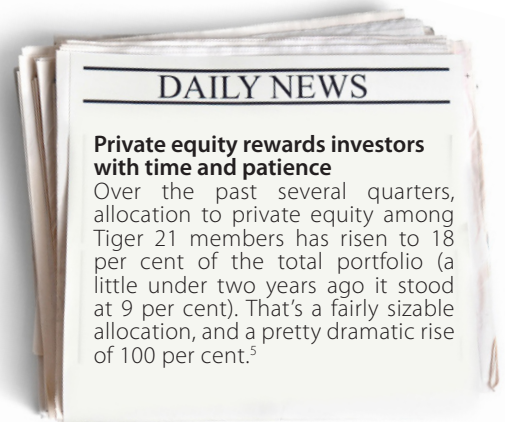 DAILY NEWS
Private equity rewards investors
with time and patience
Over the past several quarters,
allocation to private equity among
Tiger 21 members has risen to 18
per cent of the total portfolio (a
little under two years ago it stood
at 9 per cent). That’s a fairly sizable
allocation, and a pretty dramatic rise
of 100 per cent.⁵